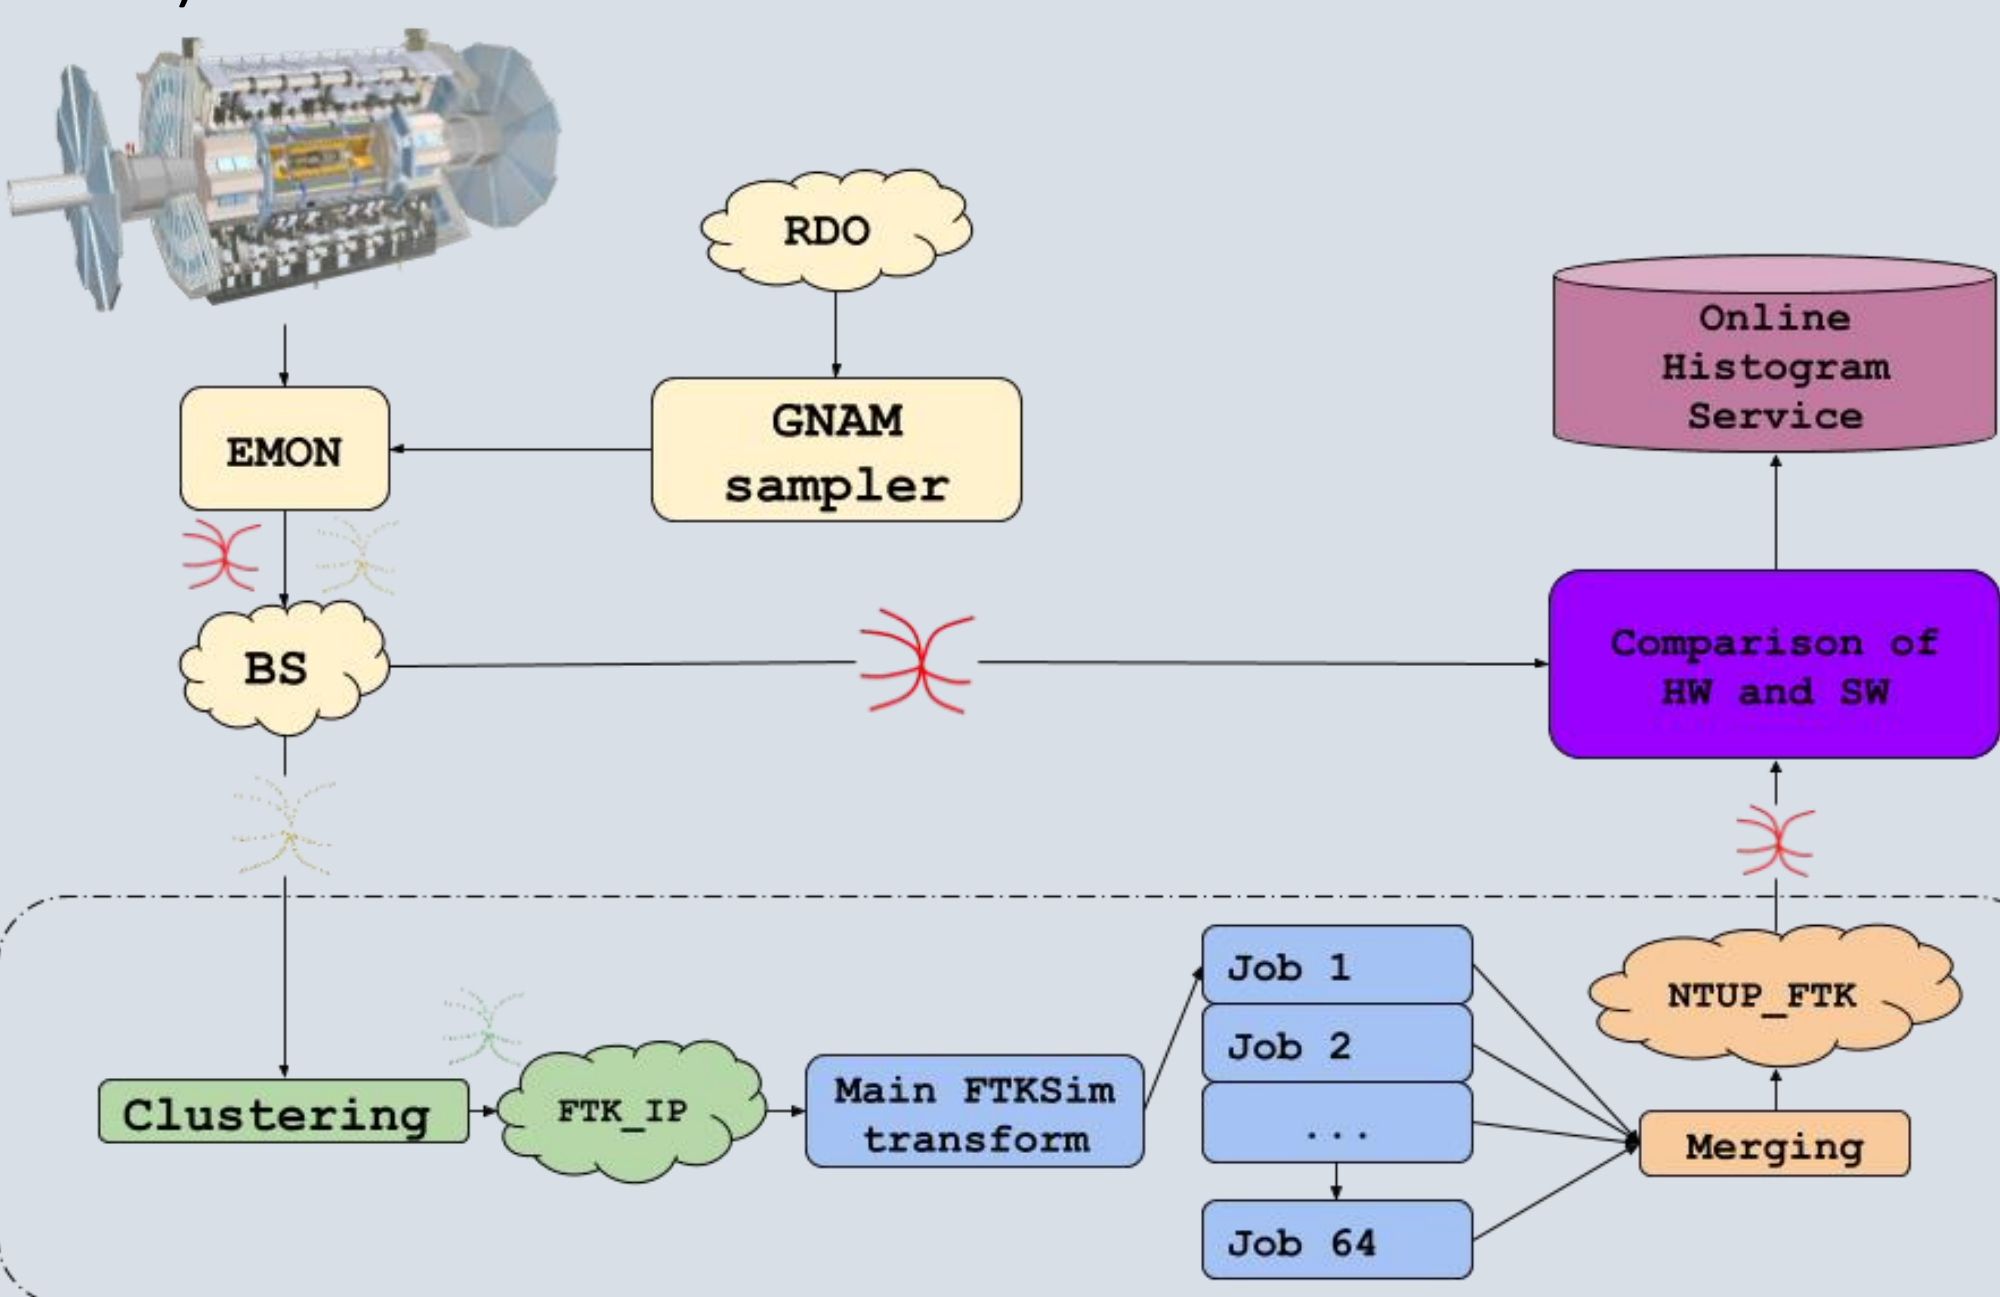 RDO
GNAM
sampler
EMON
Online
Histogram
Service
BS
Comparison of
HW and SW
Job 1
Job 2
...
Job 64
NTUP_FTK
Clustering
FTK_IP
Main FTKSim
transform
Merging